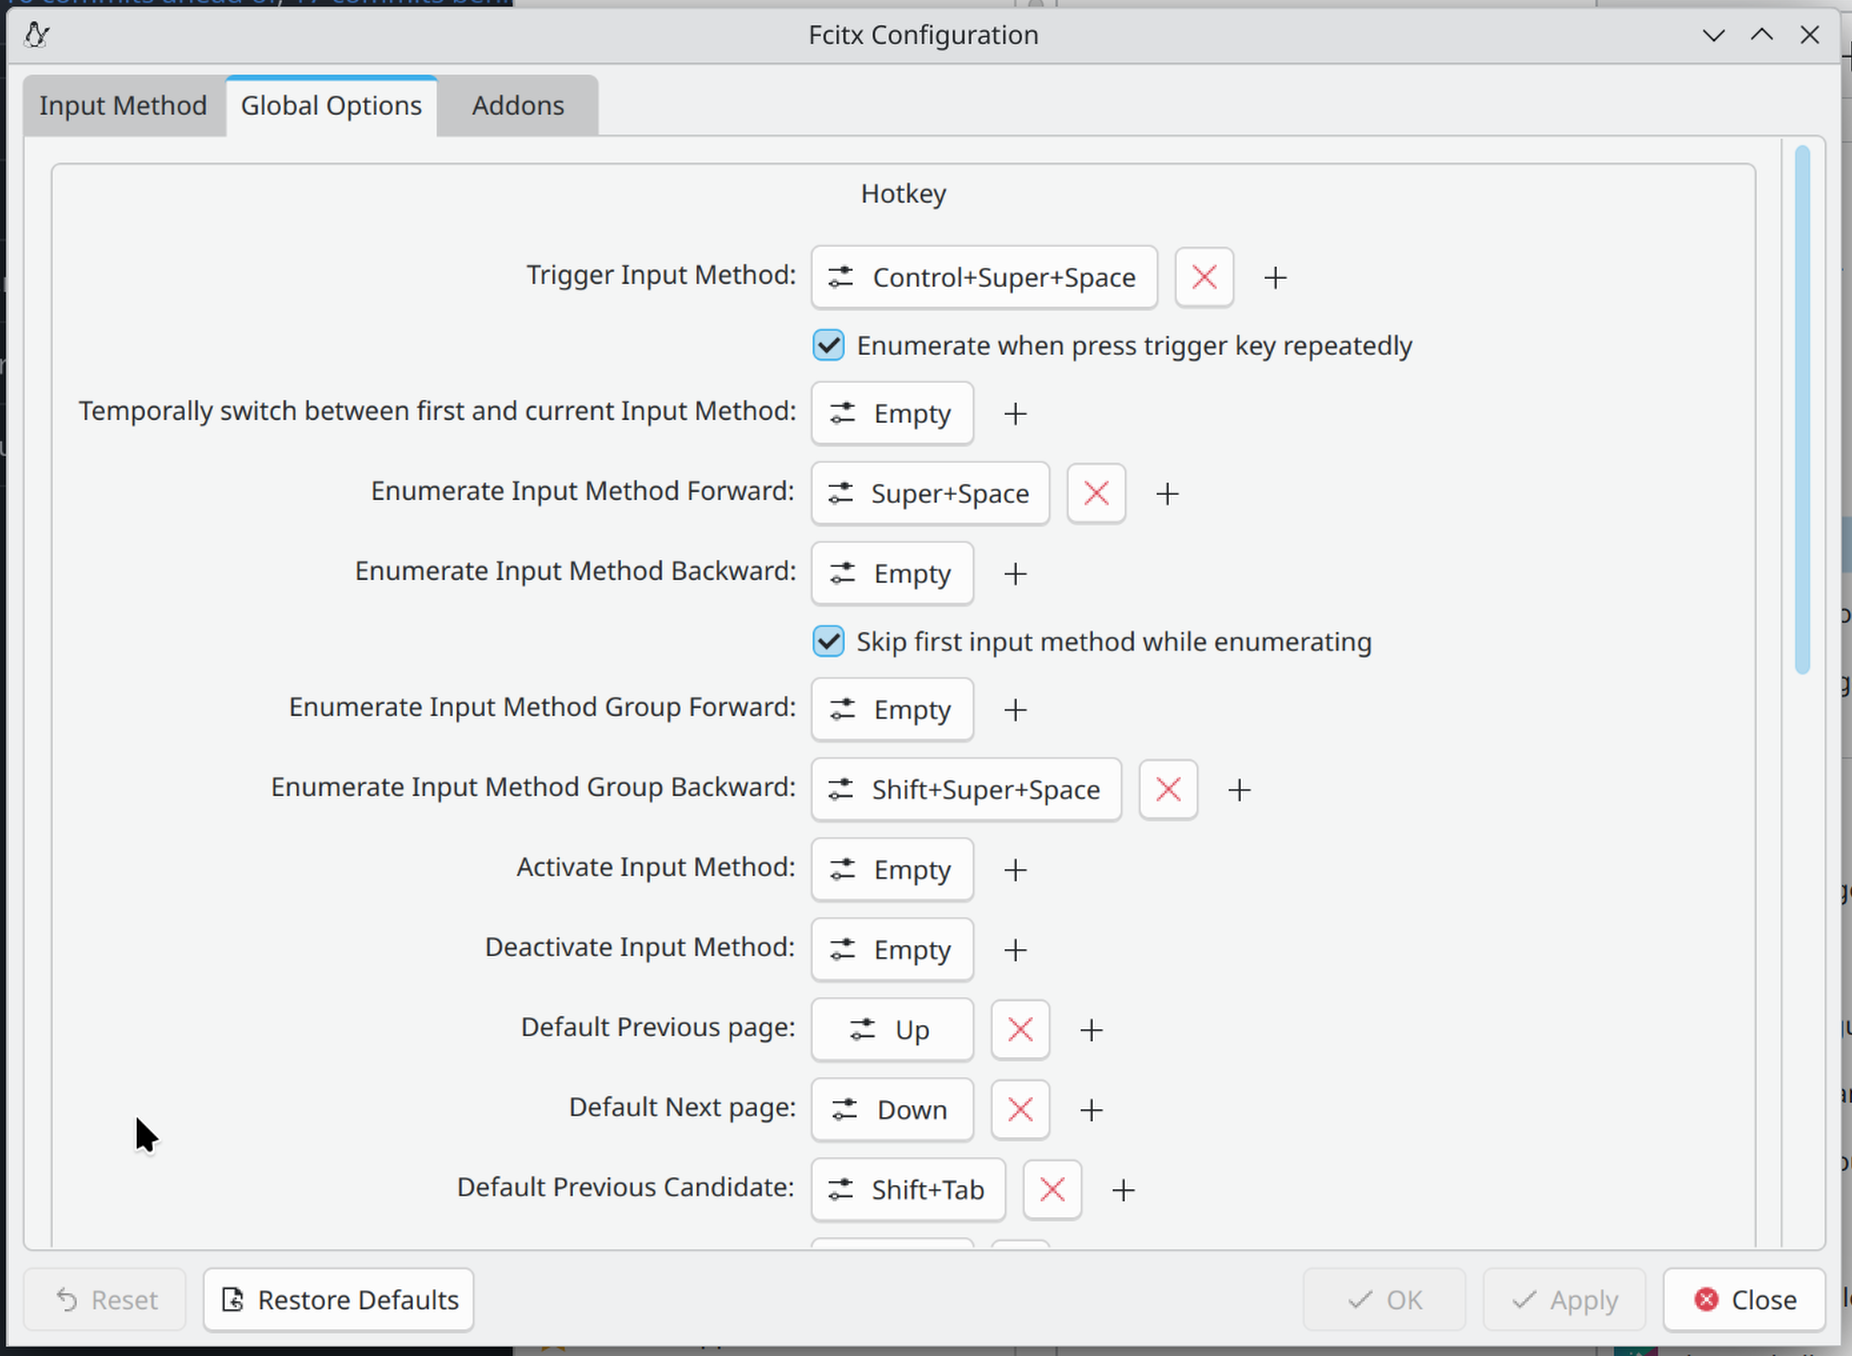 Fcitx Configuration
Input Method
Global Options
Addons
Hotkey
Trigger Input Method: Control+Super+Space
Enumerate when press trigger key repeatedly
Temporally switch between first and current Input Method: Empty
Enumerate Input Method Forward: Super+Space
Enumerate Input Method Backward: Empty
Skip first input method while enumerating
Enumerate Input Method Group Forward: Empty
Enumerate Input Method Group Backward: Shift+Super+Space
Activate Input Method: Empty
Deactivate Input Method: Empty
Default Previous page: Up
Default Next page: Down
Default Previous Candidate: Shift+Tab
Reset
Restore Defaults
OK
Apply
Close